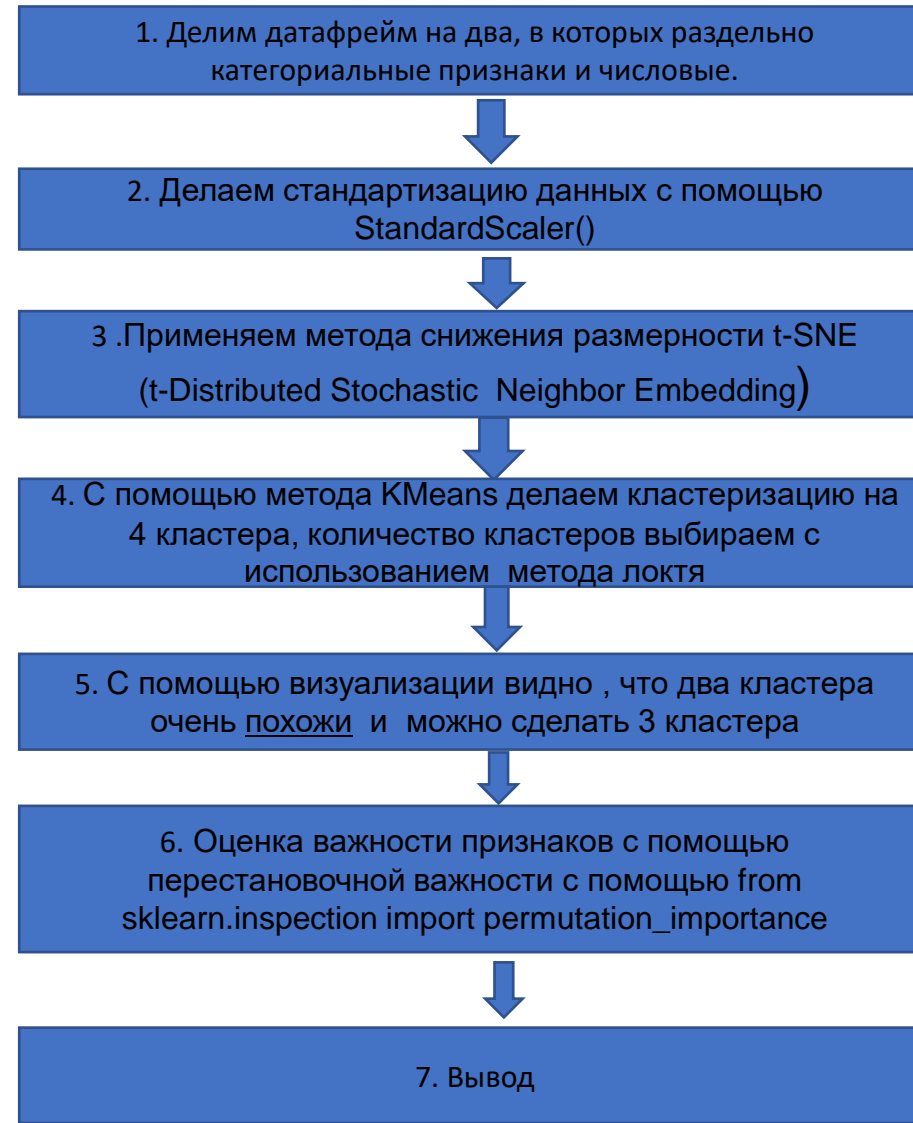 1. Делим датафрейм на два, в которых раздельно
категориальные признаки и числовые.
2. Делаем стандартизацию данных с помощью
StandardScaler()
3 .Применяем метода снижения размерности t-SNE
(t-Distributed Stochastic Neighbor Embedding)
4. С помощью метода KMeans делаем кластеризацию на
4 кластера, количество кластеров выбираем с
использованием метода локтя
5. С помощью визуализации видно , что два кластера
очень похожи и можно сделать 3 кластера
6. Оценка важности признаков с помощью
перестановочной важности с помощью from
sklearn.inspection import permutation_importance
7. Вывод